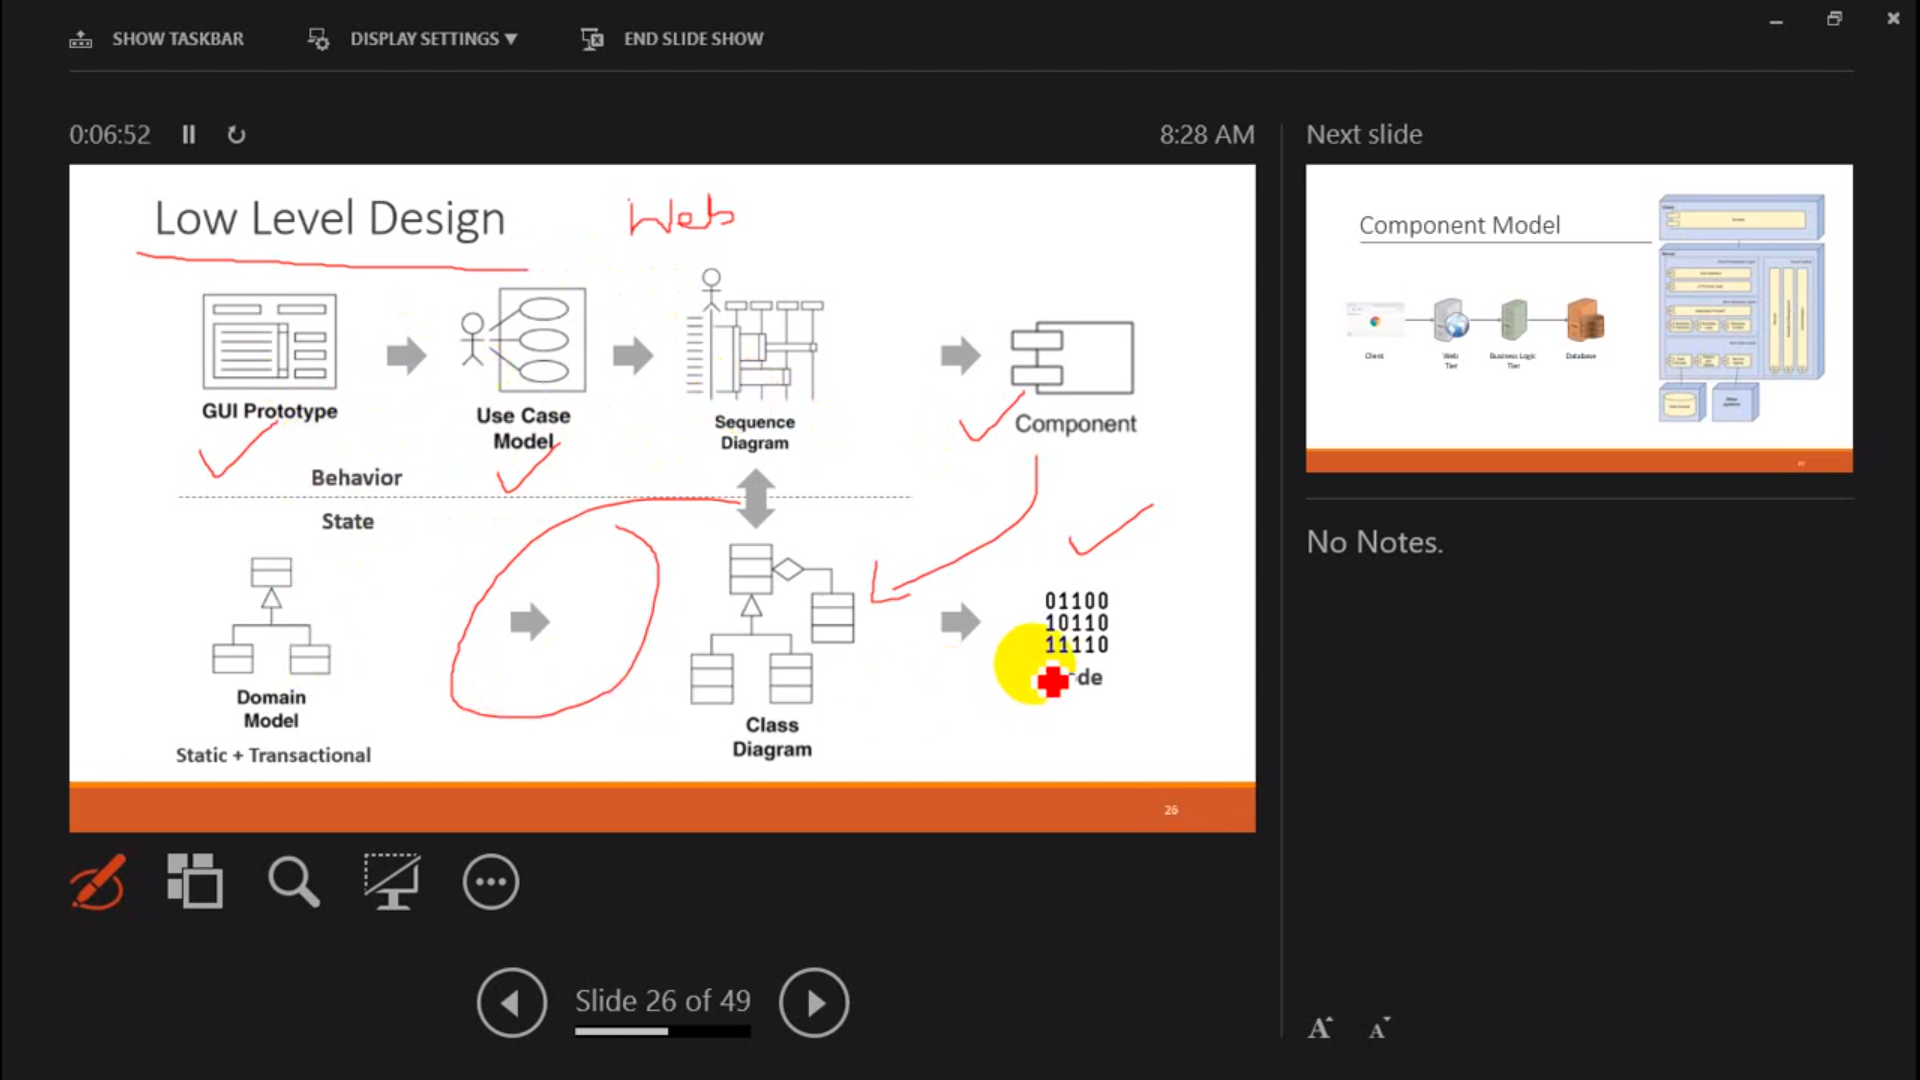 SHOW TASKBAR
DISPLAY SETTINGS
END SLIDE SHOW
0:06:52
8:28 AM
Low Level Design
Web
GUI Prototype
Use Case
Model
Sequence
Diagram
Component
Behavior
State
Domain
Model
Static + Transactional
Class
Diagram
01100
10110
11110
de
26
Slide 26 of 49
Next slide
Component Model
Client
Web
Tier
Business Logic
Tier
Database
No Notes.
A A